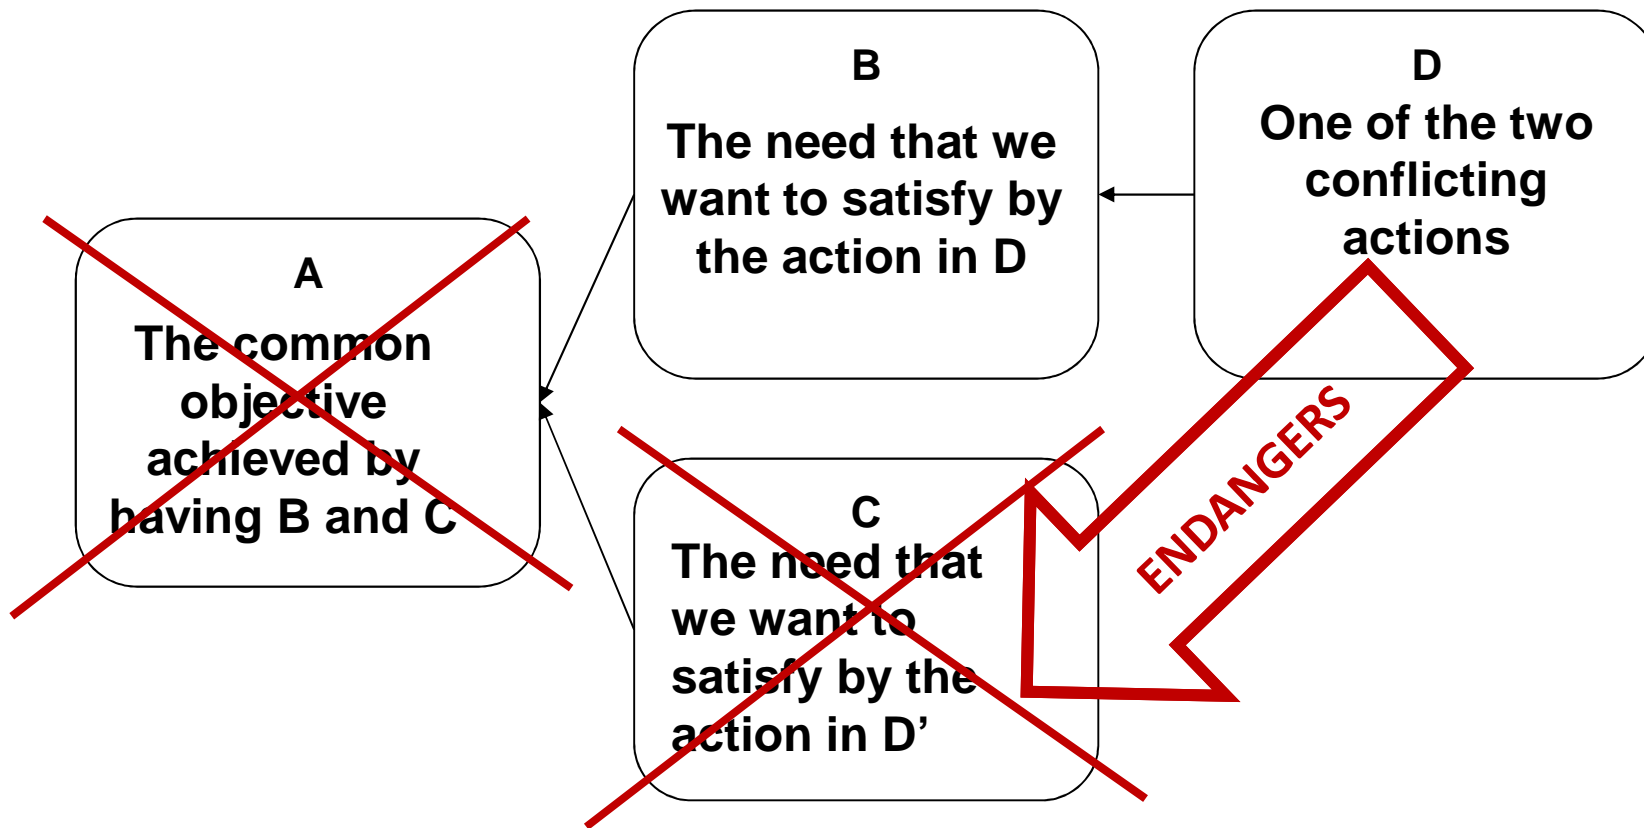 A
The common
objective
achieved by
having B and C
B
The need that we
want to satisfy by
the action in D
C
The need that
we want to
satisfy by the
action in D’
D
One of the two
conflicting
actions
ENDANGERS